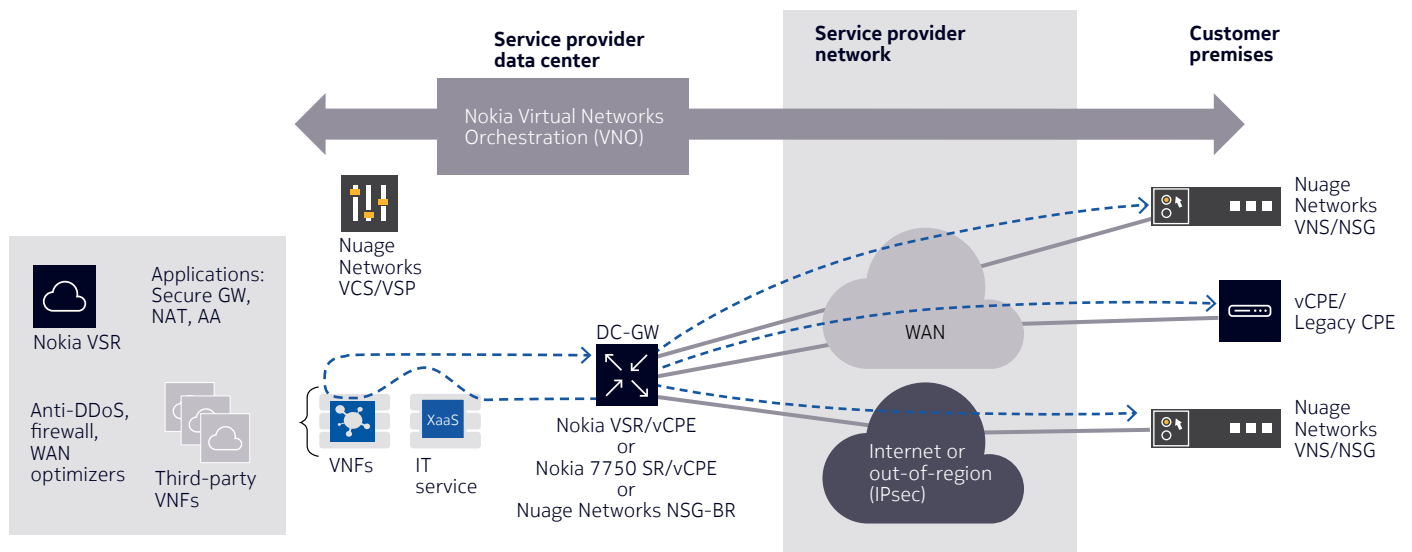 Service provider
data center
Service provider
network
Customer
premises
Nokia Virtual Networks
Orchestration (VNO)
Nuage
Networks
VCS/VSP
Nokia VSR
Applications:
Secure GW,
NAT, AA
Anti-DDoS,
firewall,
WAN
optimizers
Third-party
VNFs
VNFs
XaaS
IT
service
DC-GW
Nokia VSR/vCPE
or
Nokia 7750 SR/vCPE
or
Nuage Networks NSG-BR
WAN
Internet or
out-of-region
(IPsec)
Nuage
Networks
VNS/NSG
vCPE/
Legacy CPE
Nuage
Networks
VNS/NSG